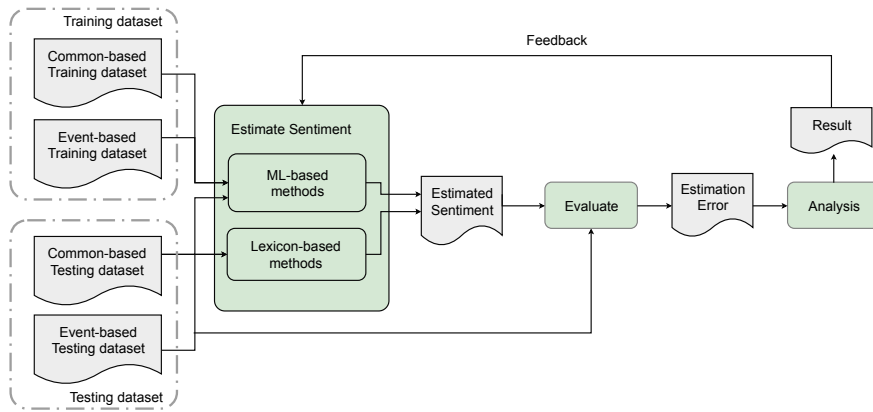 Training dataset
Common-based
Training dataset
Event-based
Training dataset
Feedback
Estimate Sentiment
ML-based
methods
Lexicon-based
methods
Common-based
Testing dataset
Event-based
Testing dataset
Testing dataset
Estimated
Sentiment
Evaluate
Estimation
Error
Result
Analysis